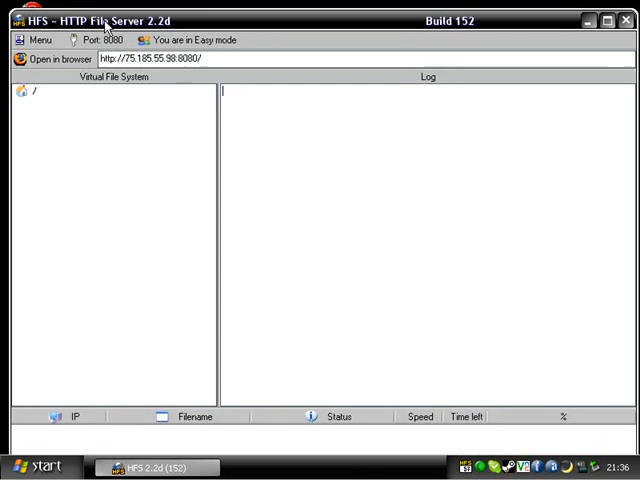 HFS ~ HTTP File Server 2.2d Build 152
Menu Port: 8080 You are in Easy mode
Open in browser http://75.185.55.98:8080/
Virtual File System Log
/
IP Filename Status Speed Time left %
start HFS 2.2d (152) 21:36